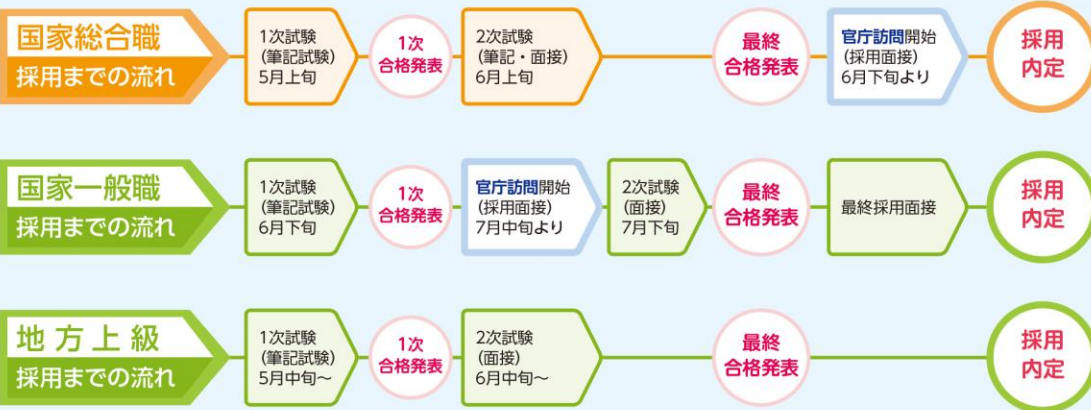 国家総合職
採用までの流れ
1次試験
(筆記試験)
5月上旬
1次
合格発表
2次試験
(筆記・面接)
6月上旬
最終
合格発表
官庁訪問開始
(採用面接)
6月下旬より
採用
内定
国家一般職
採用までの流れ
1次試験
(筆記試験)
6月下旬
1次
合格発表
官庁訪問開始
(採用面接)
7月中旬より
2次試験
(面接)
7月下旬
最終
合格発表
最終採用面接
採用
内定
地方上級
採用までの流れ
1次試験
(筆記試験)
5月中旬~
1次
合格発表
2次試験
(面接)
6月中旬~
最終
合格発表
採用
内定